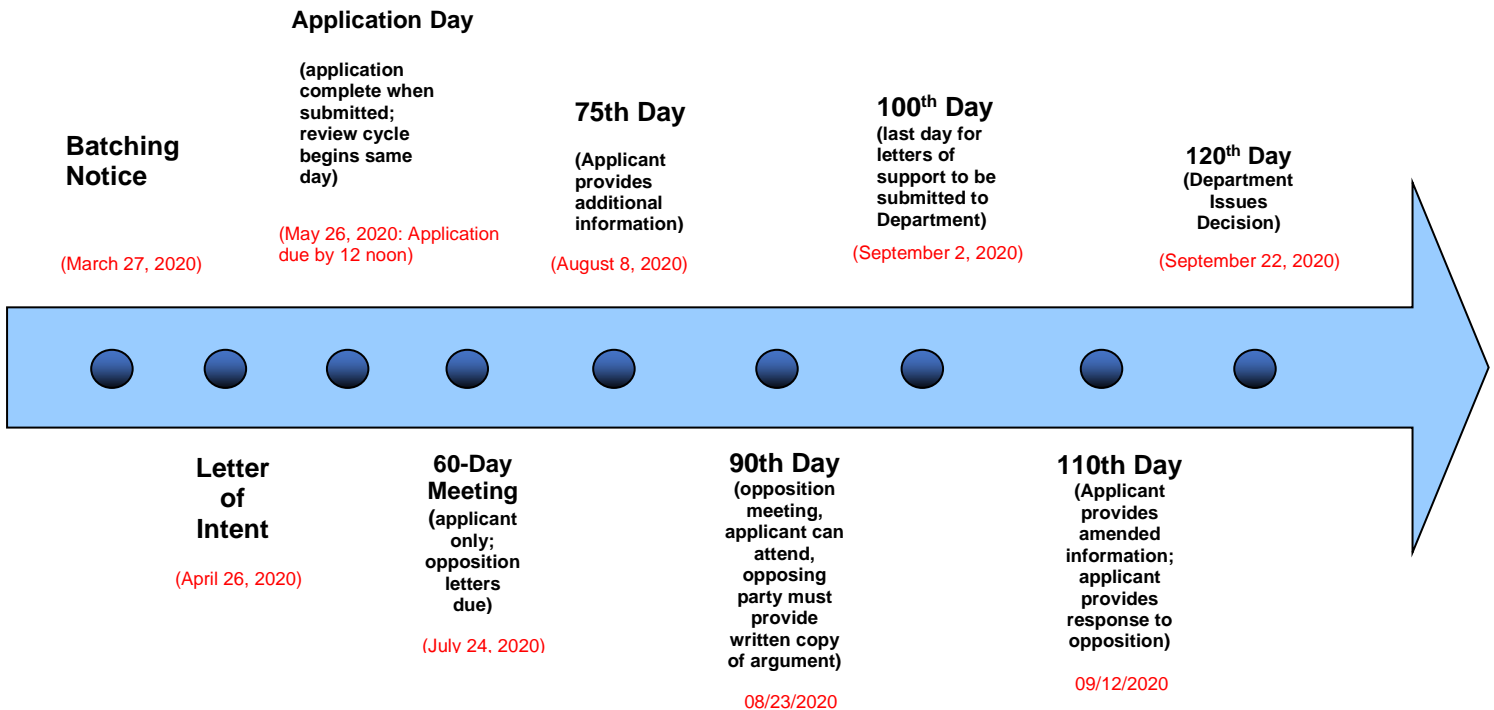 Application Day
(application
complete when
submitted;
review cycle
begins same
day)
(May 26, 2020: Application
due by 12 noon)
Batching
Notice
(March 27, 2020)
75th Day
(Applicant
provides
additional
information)
(August 8, 2020)
100th Day
(last day for
letters of
support to be
submitted to
Department)
(September 2, 2020)
120th Day
(Department
Issues
Decision)
(September 22, 2020)
Letter
of
Intent
(April 26, 2020)
60-Day
Meeting
(applicant
only;
opposition
letters
due)
(July 24, 2020)
90th Day
(opposition
meeting,
applicant can
attend,
opposing
party must
provide
written copy
of argument)
08/23/2020
110th Day
(Applicant
provides
amended
information;
applicant
provides
response to
opposition)
09/12/2020